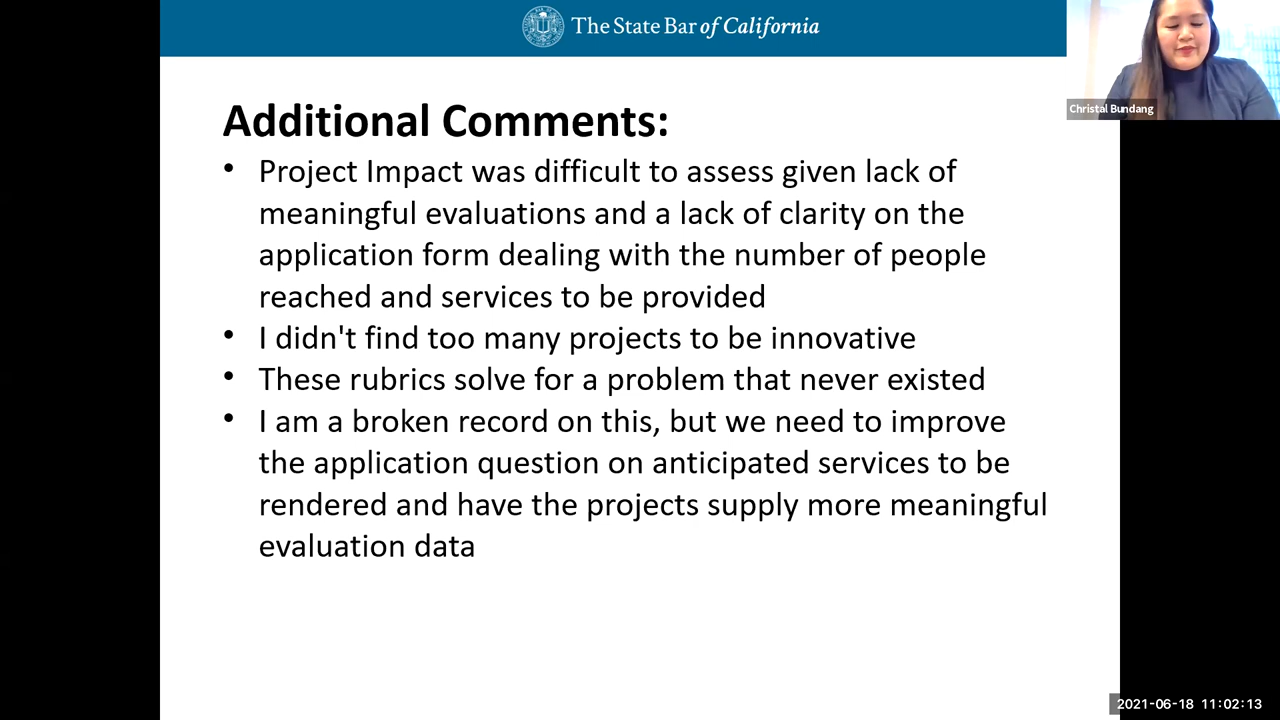 The State Bar of California
Christal Bundang
Additional Comments:
• Project Impact was difficult to assess given lack of
meaningful evaluations and a lack of clarity on the
application form dealing with the number of people
reached and services to be provided
• I didn't find too many projects to be innovative
• These rubrics solve for a problem that never existed
• I am a broken record on this, but we need to improve
the application question on anticipated services to be
rendered and have the projects supply more meaningful
evaluation data
2021-06-18 11:02:13